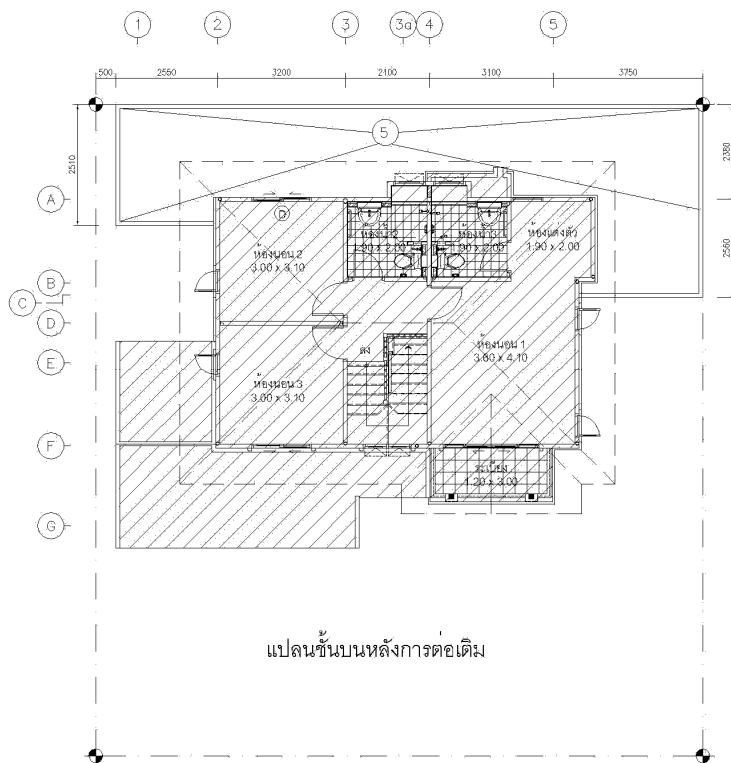 1 2 3 3a 4 5
500 2550 3200 2100 3100 3750
5
2510
2380
A
ห้องน้ำ2 ห้องน้ำ3 ห้องแต่งตัว
1.90 x 2.00 1.90 x 2.00 1.90 x 2.00
ห้องนอน 2
3.00 x 3.10
2560
B
C
D
ห้องนอน 1
3.60 x 4.10
E
ห้องนอน 3
3.00 x 3.10
F
ระเบียง
1.20 x 3.00
G
แปลนชั้นบนหลังการต่อเติม